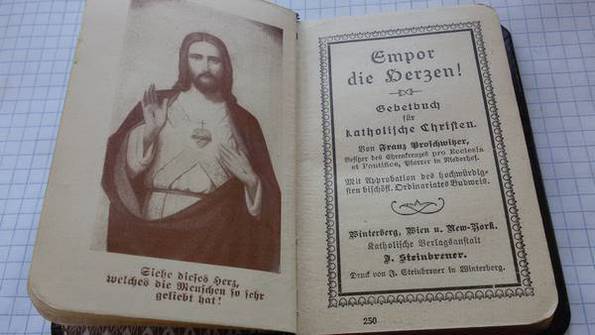 Siehe dieses Herz,
welches die Menschen so sehr
geliebt hat!
Empor
die Herzen!
Gebetbuch
für
katholische Christen.
Von Franz Proschwitzer,
Besitzer des Ehrenkreuzes pro Ecclesia
et Pontifice, Pfarrer in Niederhof.
Mit Approbation des hochwürdig-
sten bischöfl. Ordinariates Budweis.
Winterberg, Wien u. New-York.
Katholische Verlagsanstalt
J. Steinbrener.
Druck von J. Steinbrener in Winterberg.
250